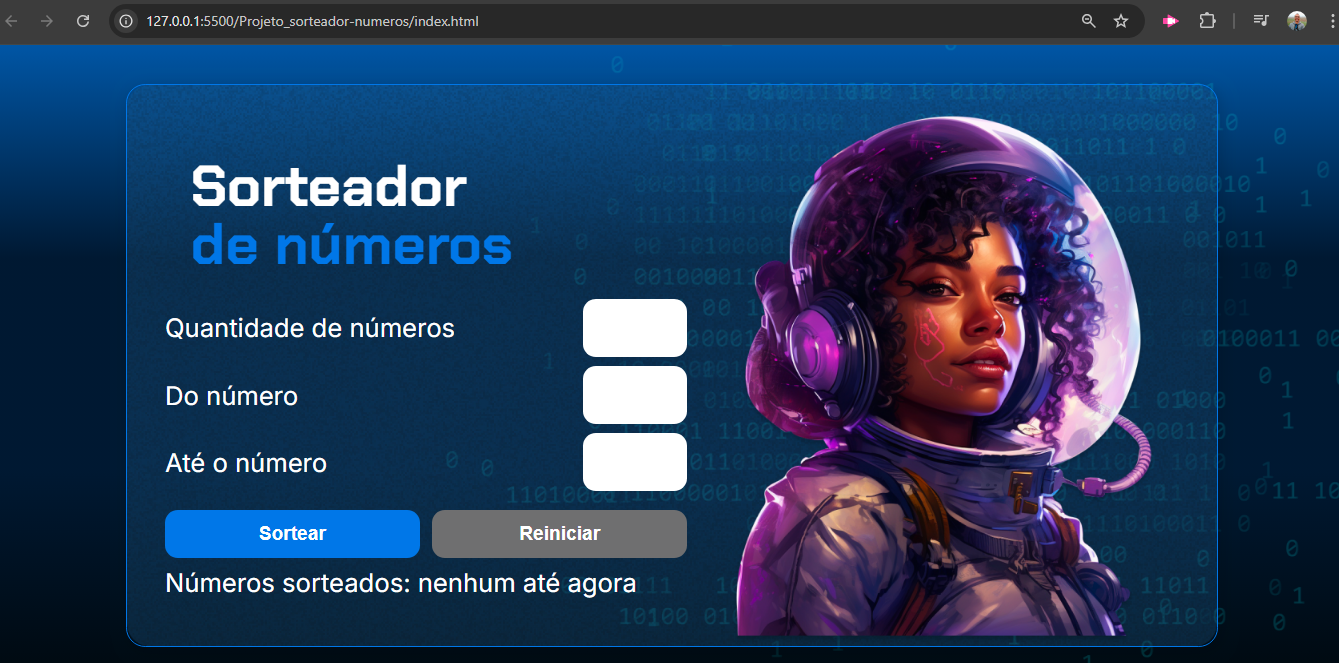 127.0.0.1:5500/Projeto_sorteador-numeros/index.html
Sorteador
de números
Quantidade de números
Do número
Até o número
Sortear Reiniciar
Números sorteados: nenhum até agora